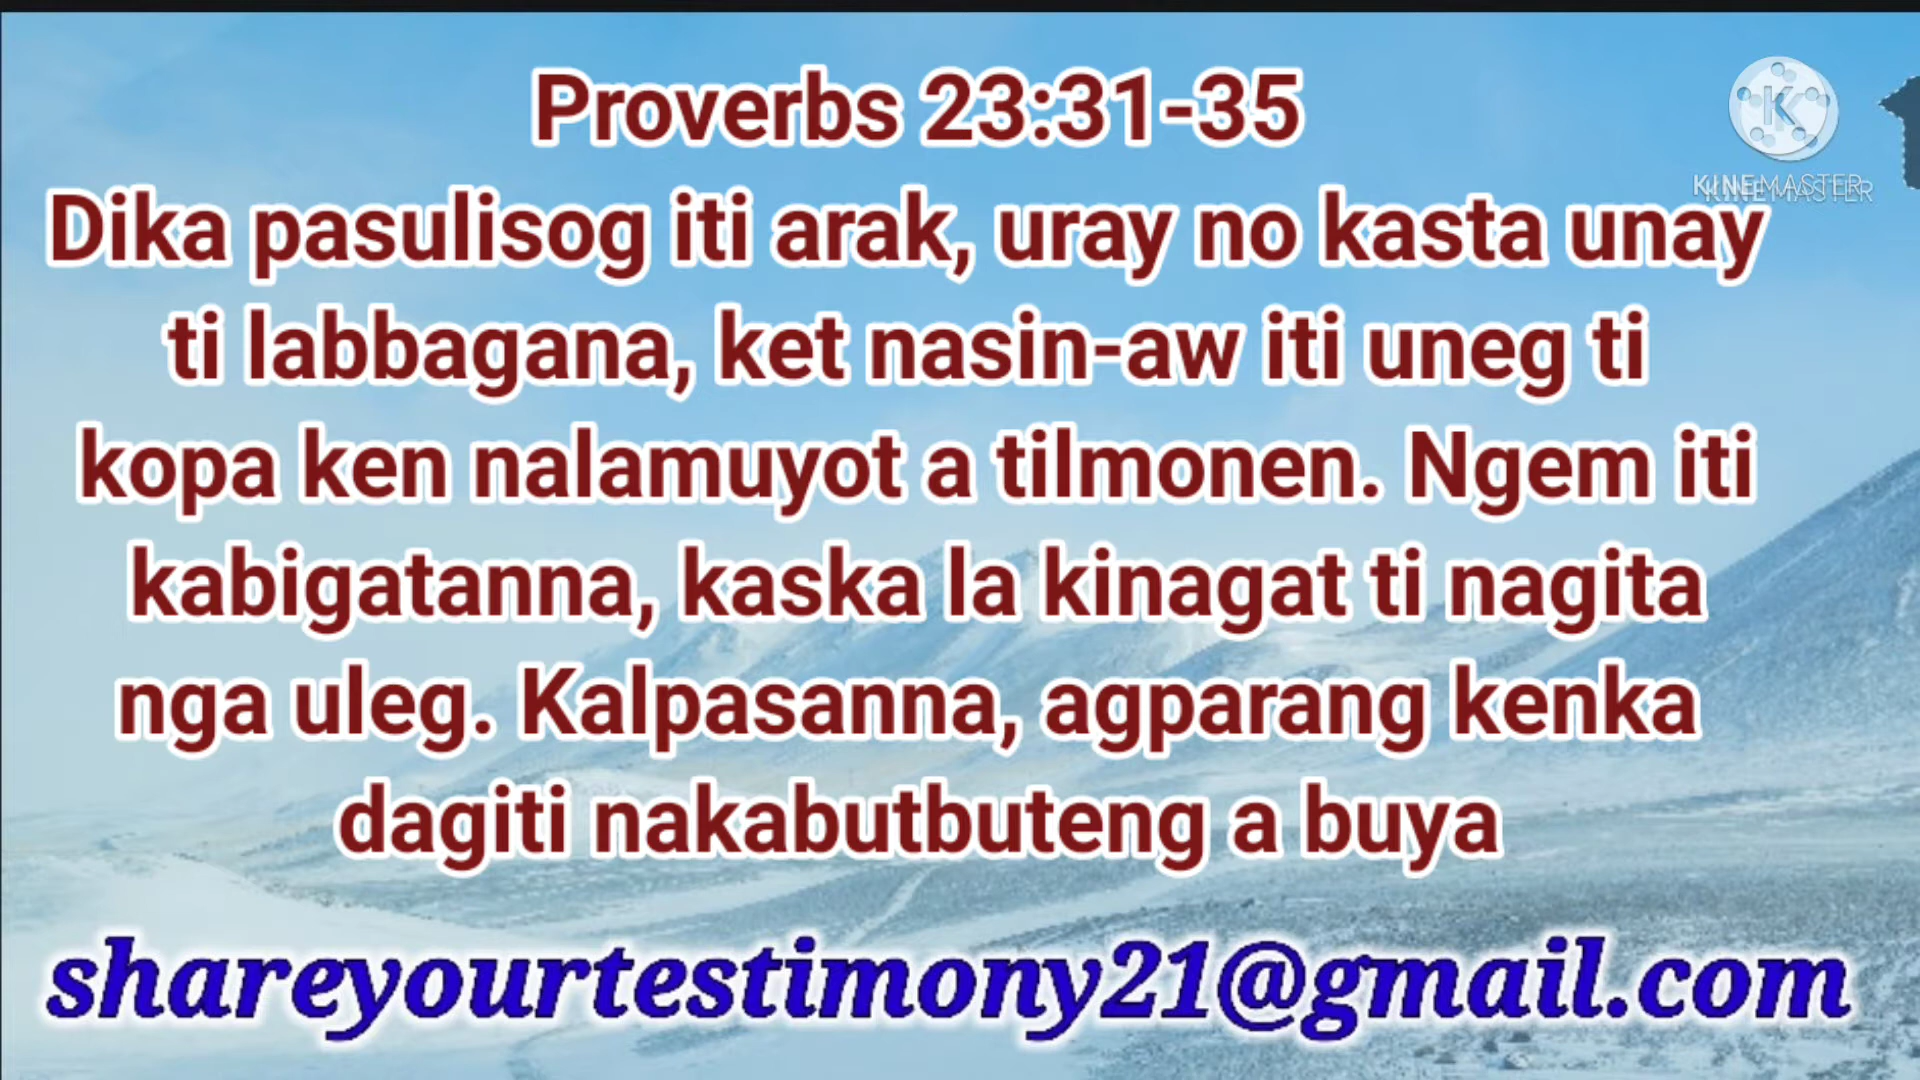 Proverbs 23:31-35
KINEMASTER
KINEMASTER
Dika pasulisog iti arak, uray no kasta unay
ti labbagana, ket nasin-aw iti uneg ti
kopa ken nalamuyot a tilmonen. Ngem iti
kabigatanna, kaska la kinagat ti nagita
nga uleg. Kalpasanna, agparang kenka
dagiti nakabutbuteng a buya
shareyourtestimony21@gmail.com